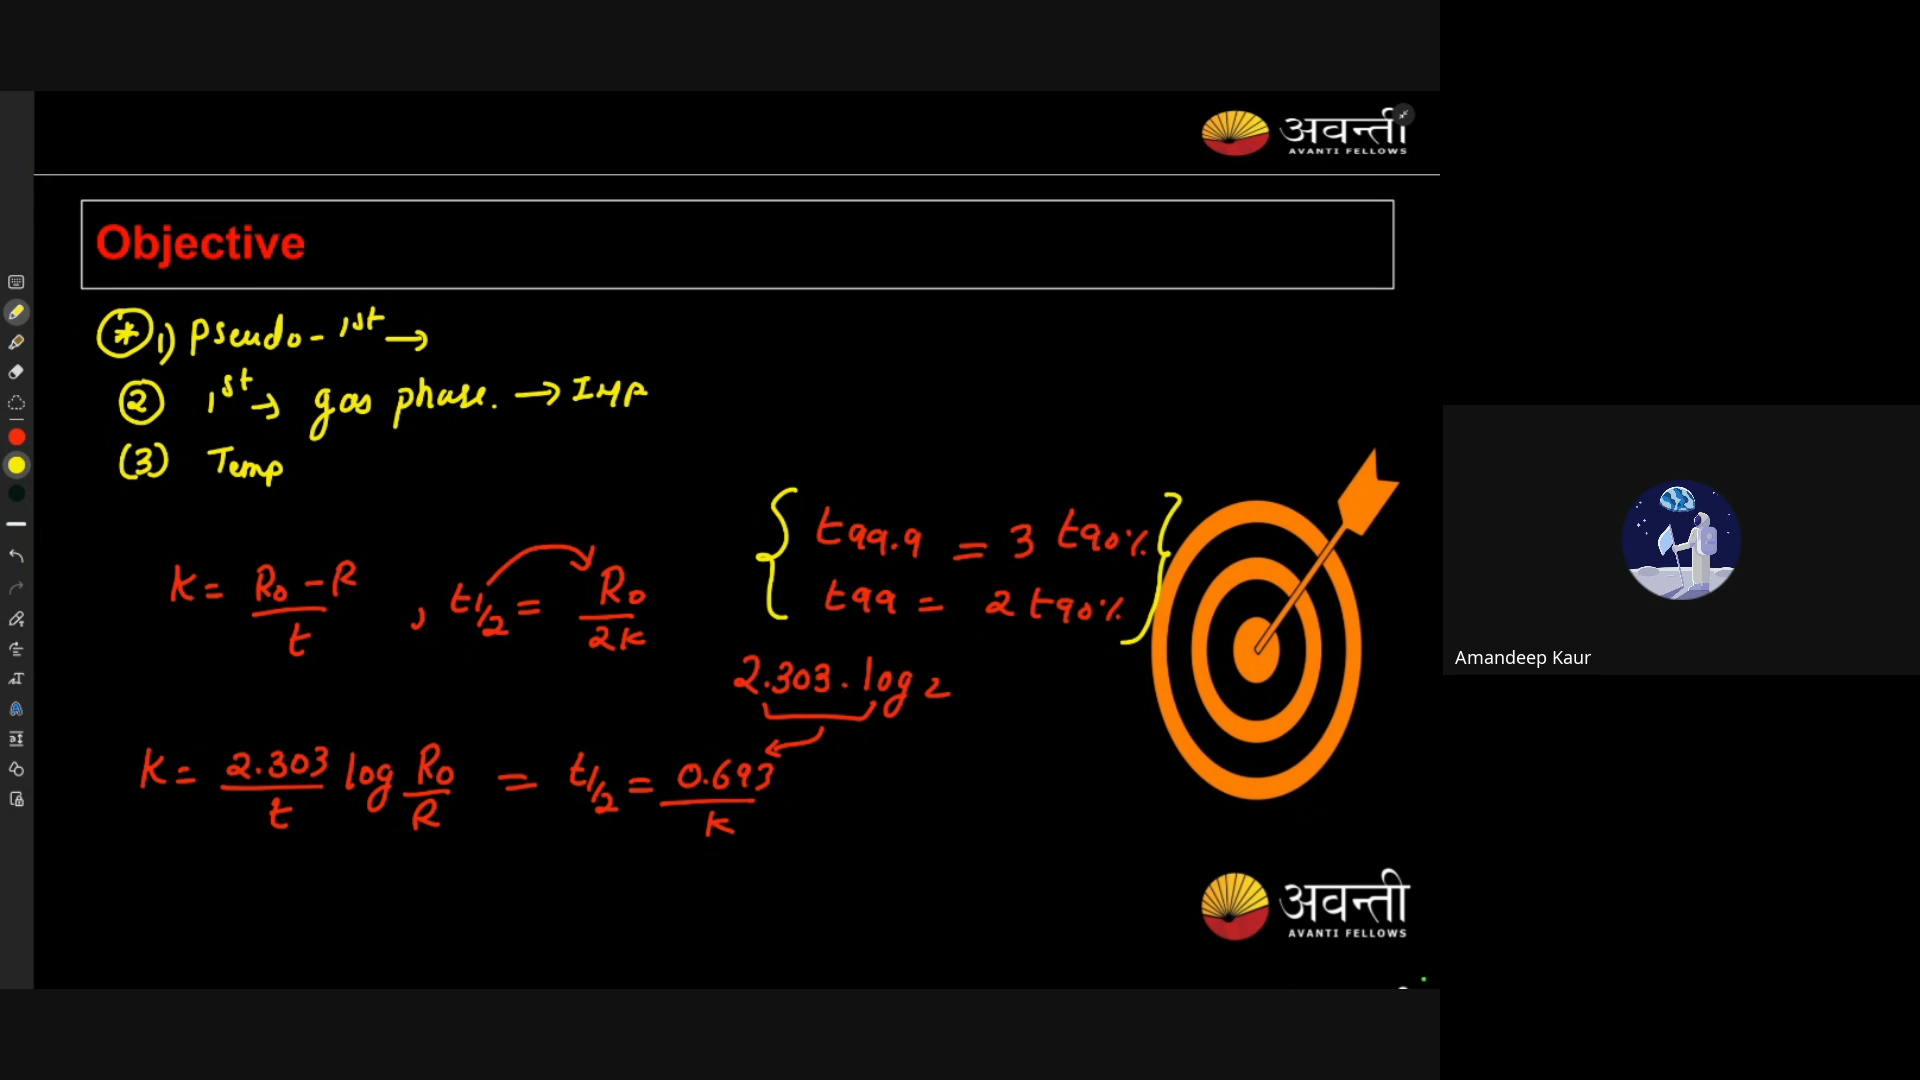 अवन्ती
AVANTI FELLOWS
Objective
* 1) Pseudo - 1st →
② 1st → gas phase. → IMP
(3) Temp
t99.9 = 3 t90%
t99 = 2 t90%
K = R₀ - R / t , t1/2 = R₀ / 2K
2.303 . log 2
K = 2.303 / t log R₀ / R = t1/2 = 0.693 / K
Amandeep Kaur
अवन्ती
AVANTI FELLOWS